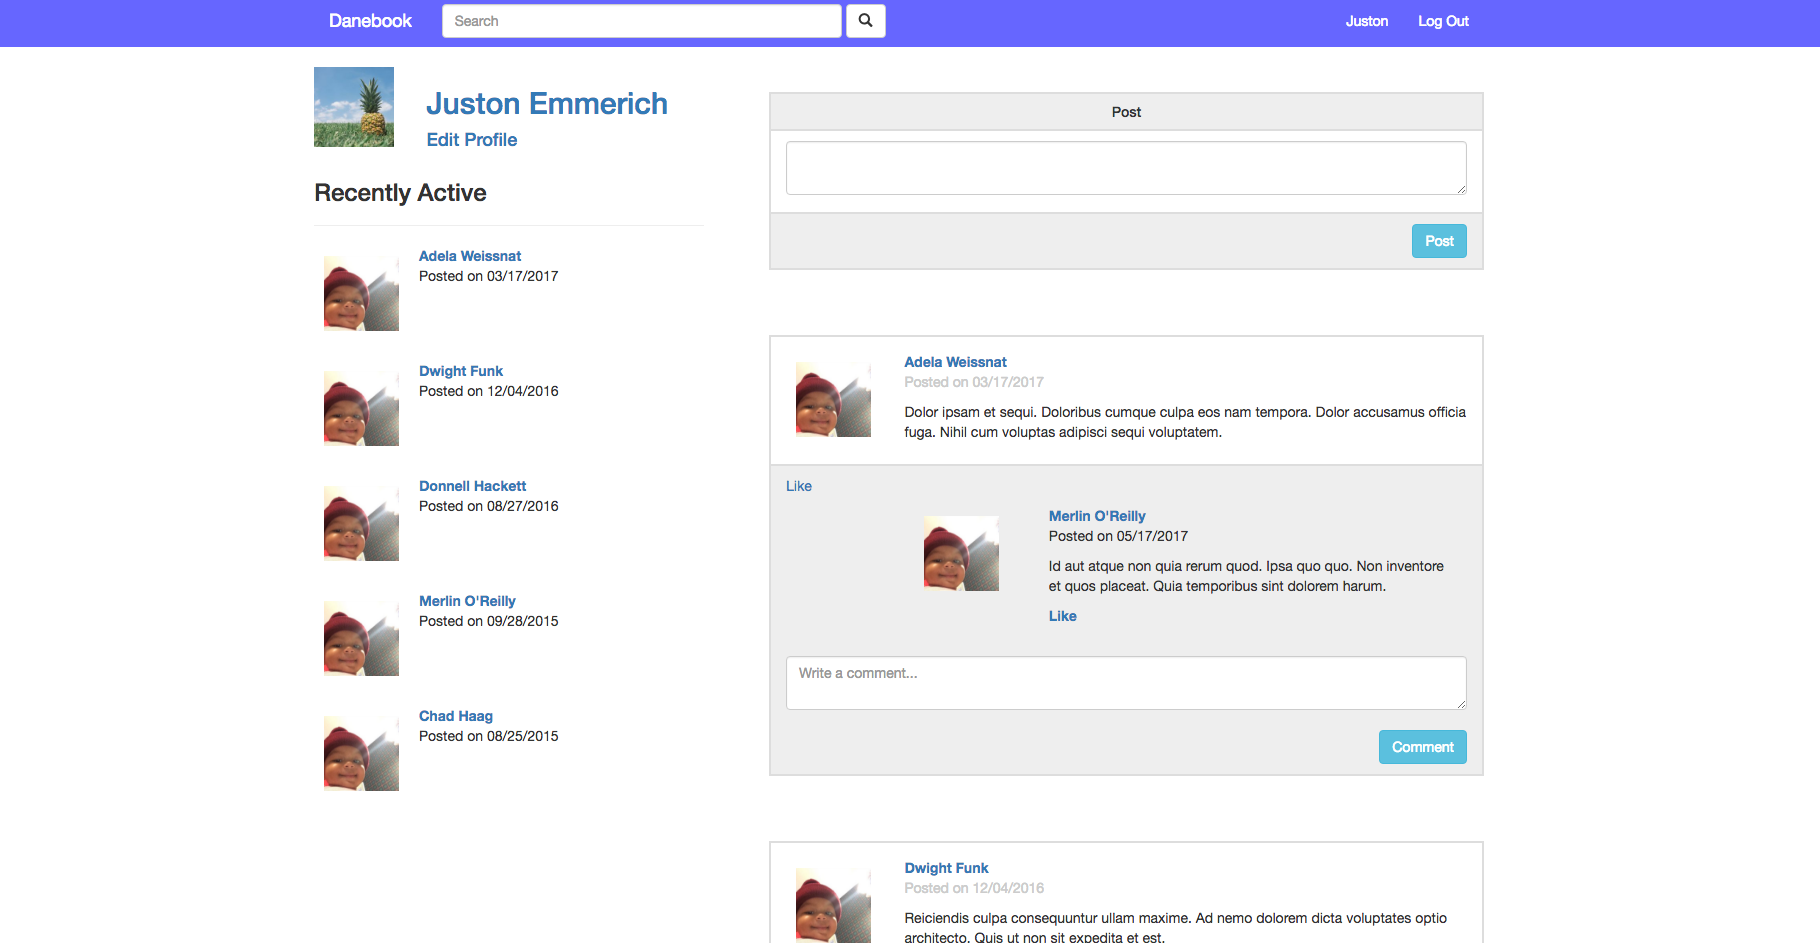 Danebook
Search
Juston
Log Out
Juston Emmerich
Edit Profile
Recently Active
Adela Weissnat
Posted on 03/17/2017
Dwight Funk
Posted on 12/04/2016
Donnell Hackett
Posted on 08/27/2016
Merlin O'Reilly
Posted on 09/28/2015
Chad Haag
Posted on 08/25/2015
Post
Post
Adela Weissnat
Posted on 03/17/2017
Dolor ipsam et sequi. Doloribus cumque culpa eos nam tempora. Dolor accusamus officia
fuga. Nihil cum voluptas adipisci sequi voluptatem.
Like
Merlin O'Reilly
Posted on 05/17/2017
Id aut atque non quia rerum quod. Ipsa quo quo. Non inventore
et quos placeat. Quia temporibus sint dolorem harum.
Like
Write a comment...
Comment
Dwight Funk
Posted on 12/04/2016
Reiciendis culpa consequuntur ullam maxime. Ad nemo dolorem dicta voluptates optio
architecto. Quis ut non sit expedita et est.